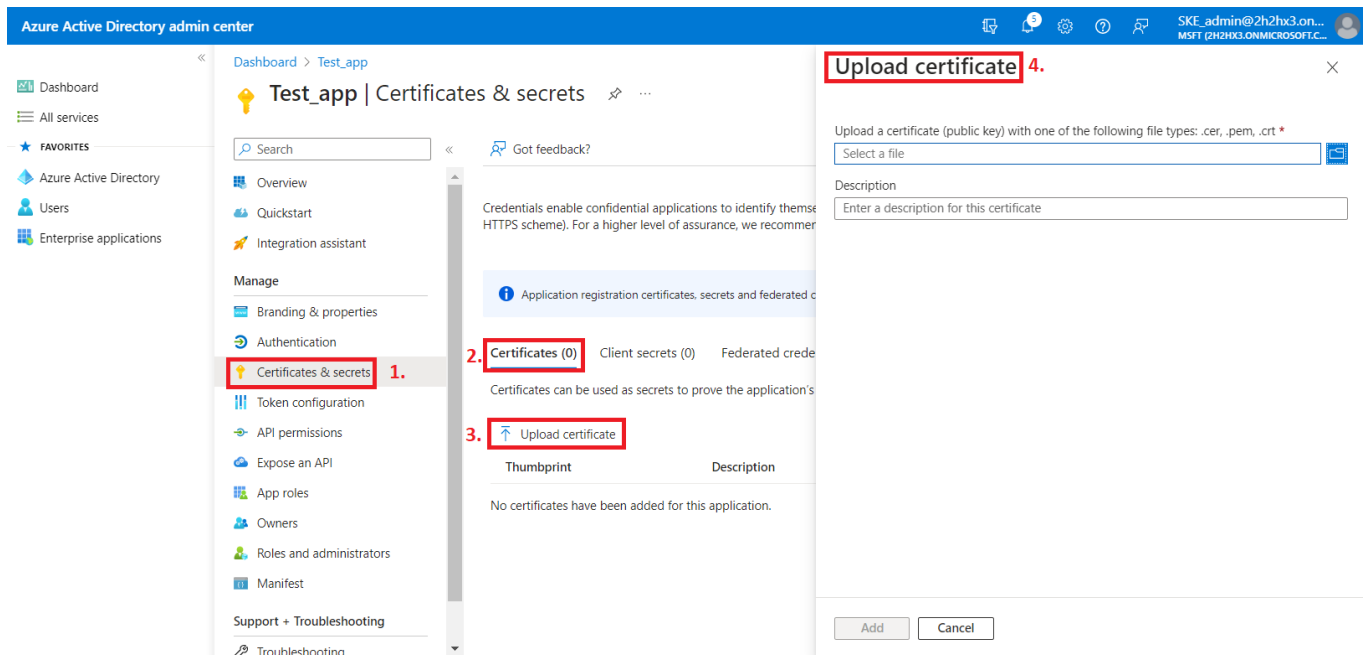 Azure Active Directory admin center
5
SKE_admin@2h2hx3.on...
MSFT (2H2HX3.ONMICROSOFT.C...
«
Dashboard
All services
FAVORITES
Azure Active Directory
Users
Enterprise applications
Dashboard > Test_app
Test_app | Certificates & secrets
...
Search
«
Overview
Quickstart
Integration assistant
Manage
Branding & properties
Authentication
Certificates & secrets 1.
Token configuration
API permissions
Expose an API
App roles
Owners
Roles and administrators
Manifest
Support + Troubleshooting
Troubleshooting
Got feedback?
Credentials enable confidential applications to identify themse
HTTPS scheme). For a higher level of assurance, we recommer
Application registration certificates, secrets and federated c
2. Certificates (0) Client secrets (0) Federated crede
Certificates can be used as secrets to prove the application's
3. Upload certificate
Thumbprint Description
No certificates have been added for this application.
Upload certificate 4.
Upload a certificate (public key) with one of the following file types: .cer, .pem, .crt *
Select a file
Description
Enter a description for this certificate
Add Cancel